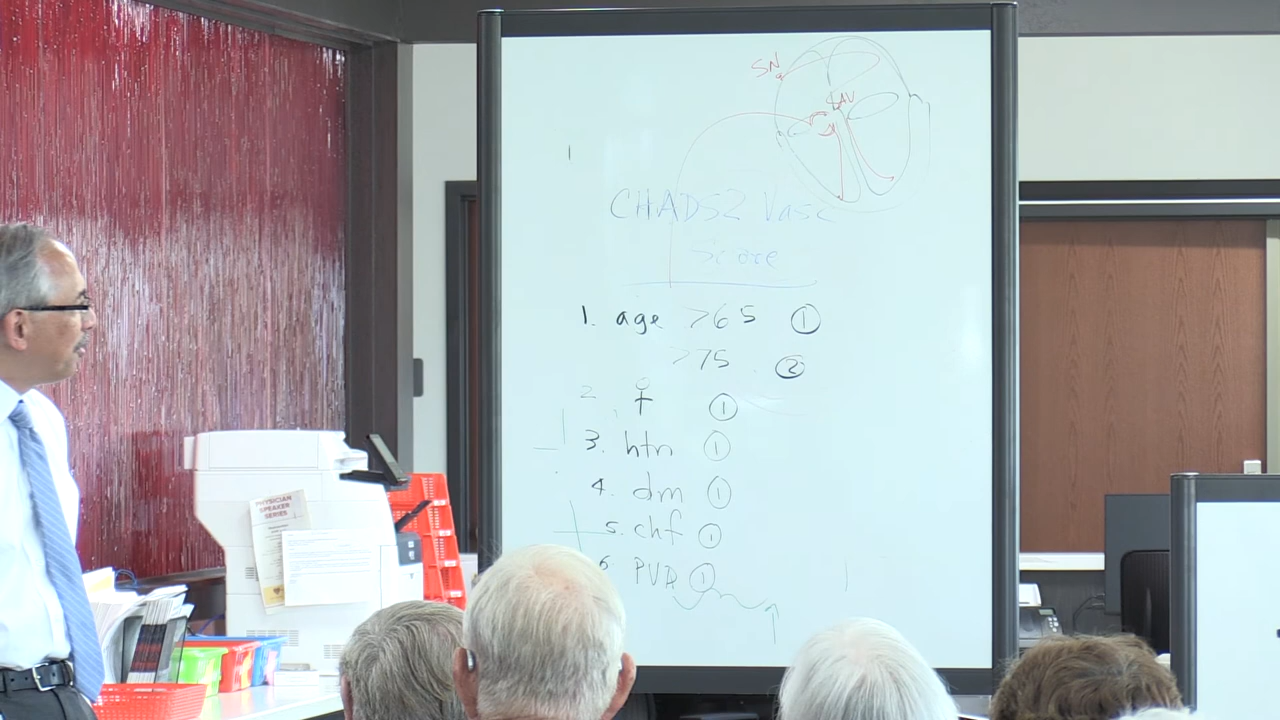 SN
AV
CHADS2 Vasc
Score
1. age >65 ①
>75 ②
2 ♀ ①
3. htn ①
4. dm ①
5. chf ①
6 PVD ①
PHYSICIAN
SPEAKER
SERIES